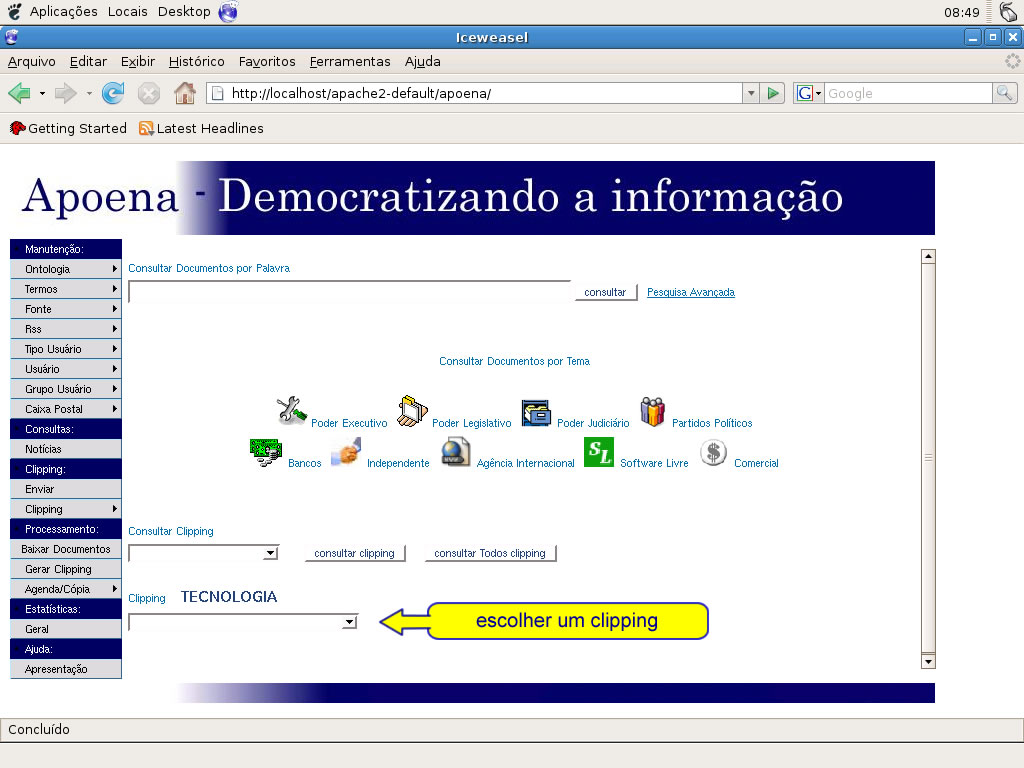 Aplicações Locais Desktop 08:49
Iceweasel
Arquivo Editar Exibir Histórico Favoritos Ferramentas Ajuda
http://localhost/apache2-default/apoena/ G Google
Getting Started Latest Headlines
Apoena - Democratizando a informação
Manutenção:
Ontologia
Termos
Fonte
Rss
Tipo Usuário
Usuário
Grupo Usuário
Caixa Postal
Consultas:
Notícias
Clipping:
Enviar
Clipping
Processamento:
Baixar Documentos
Gerar Clipping
Agenda/Cópia
Estatísticas:
Geral
Ajuda:
Apresentação
Consultar Documentos por Palavra
consultar Pesquisa Avançada
Consultar Documentos por Tema
Poder Executivo Poder Legislativo Poder Judiciário Partidos Políticos
Bancos Independente Agência Internacional SL Software Livre $ Comercial
Consultar Clipping
consultar clipping consultar Todos clipping
Clipping TECNOLOGIA
escolher um clipping
Concluído